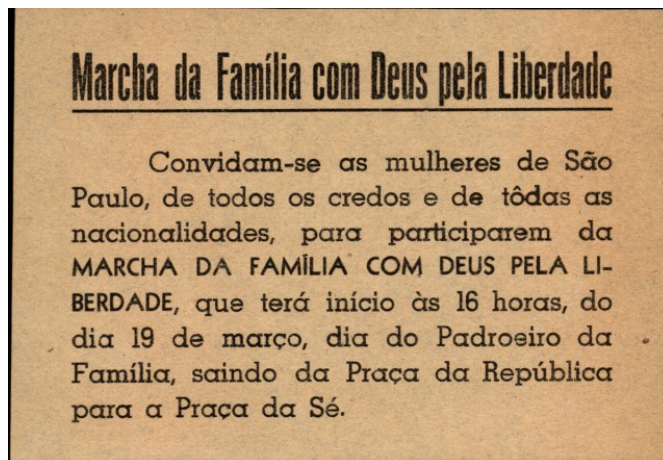 Marcha da Família com Deus pela Liberdade
Convidam-se as mulheres de São
Paulo, de todos os credos e de tôdas as
nacionalidades, para participarem da
MARCHA DA FAMÍLIA COM DEUS PELA LI-
BERDADE, que terá início às 16 horas, do
dia 19 de março, dia do Padroeiro da
Família, saindo da Praça da República
para a Praça da Sé.